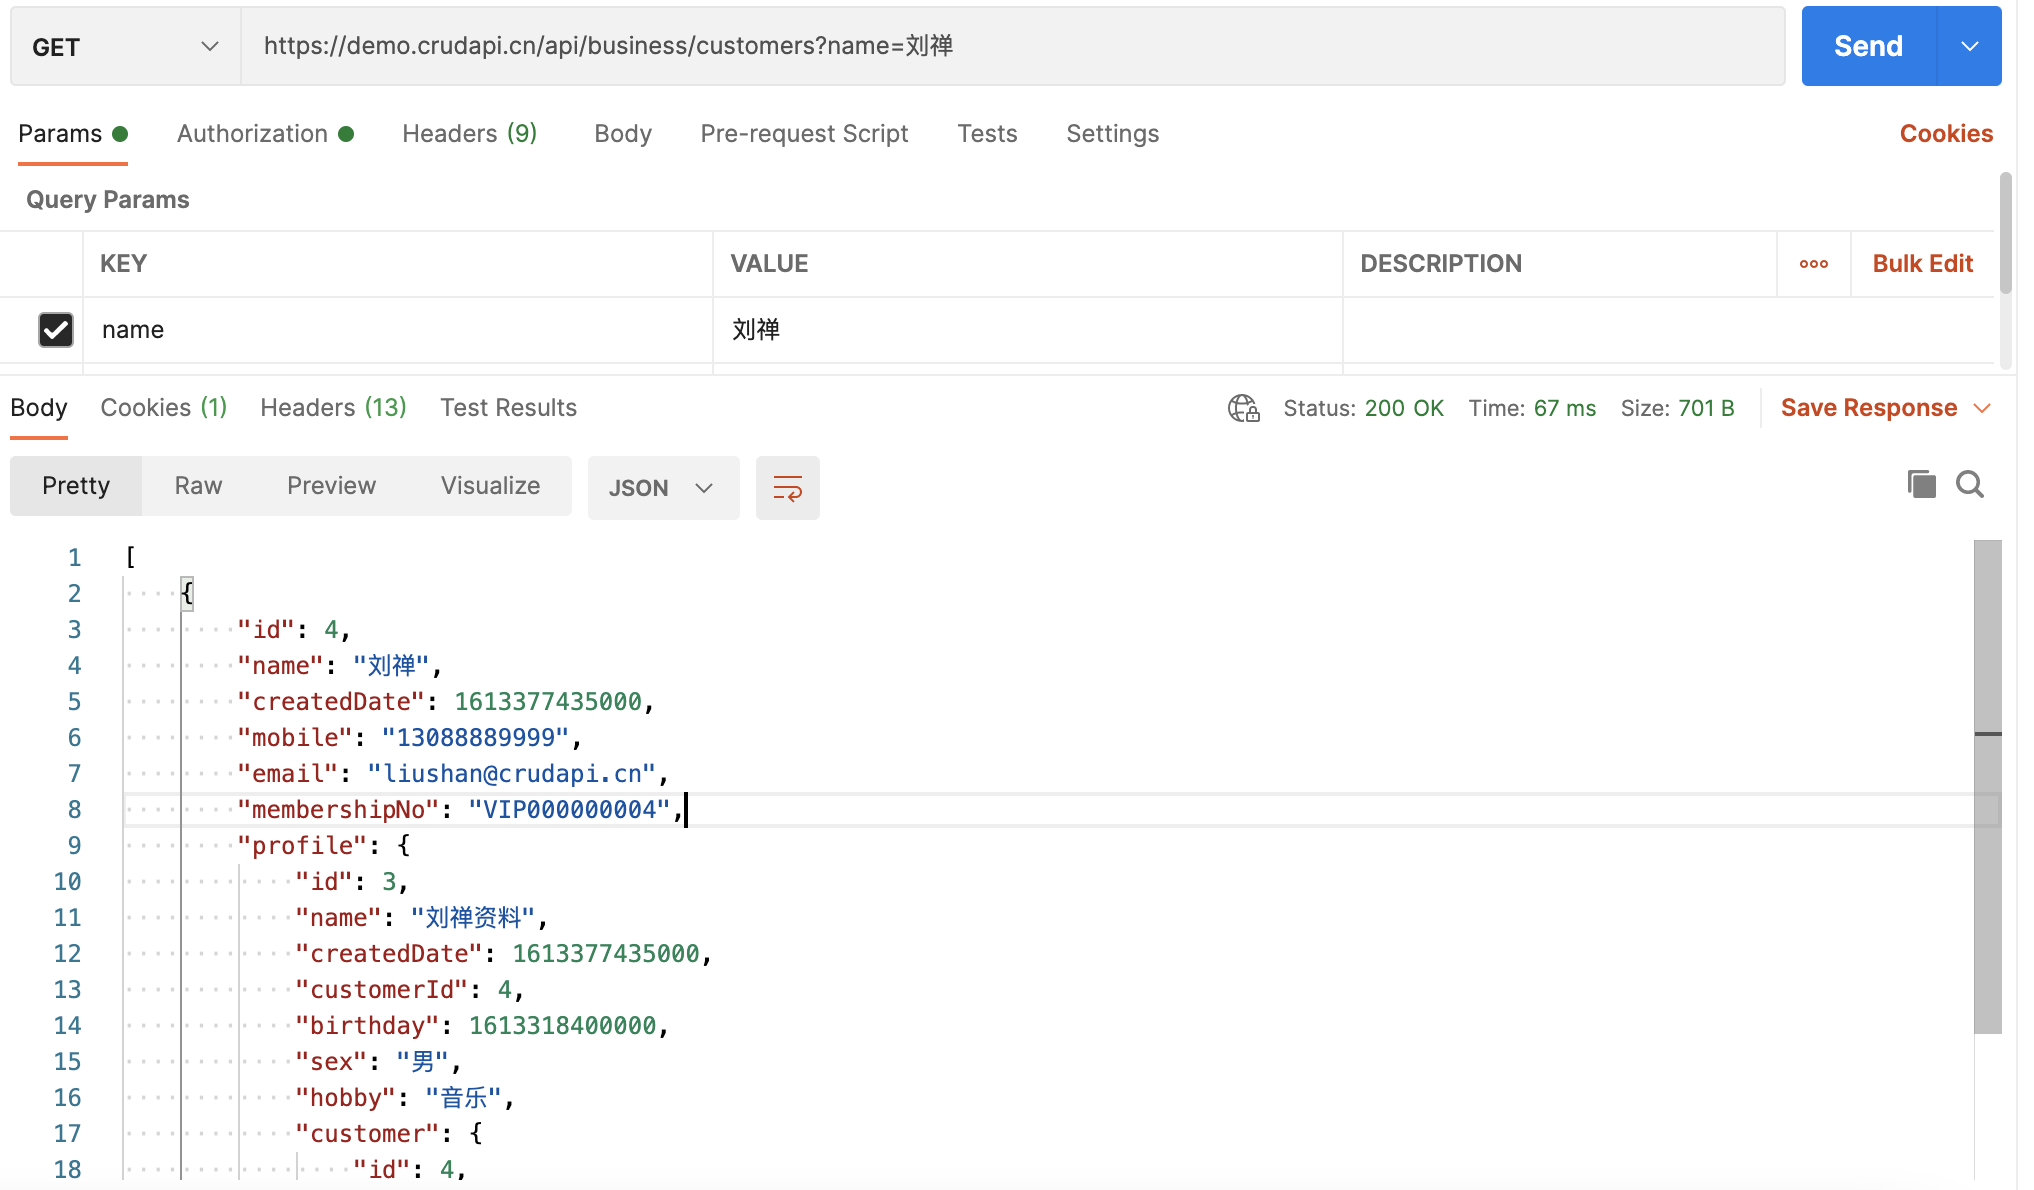 GET https://demo.crudapi.cn/api/business/customers?name=刘禅 Send
Params Authorization Headers (9) Body Pre-request Script Tests Settings Cookies
Query Params
KEY VALUE DESCRIPTION ooo Bulk Edit
name 刘禅
Body Cookies (1) Headers (13) Test Results Status: 200 OK Time: 67 ms Size: 701 B Save Response
Pretty Raw Preview Visualize JSON
1 [
2 {
3 "id": 4,
4 "name": "刘禅",
5 "createdDate": 1613377435000,
6 "mobile": "13088889999",
7 "email": "liushan@crudapi.cn",
8 "membershipNo": "VIP000000004",
9 "profile": {
10 "id": 3,
11 "name": "刘禅资料",
12 "createdDate": 1613377435000,
13 "customerId": 4,
14 "birthday": 1613318400000,
15 "sex": "男",
16 "hobby": "音乐",
17 "customer": {
18 "id": 4,